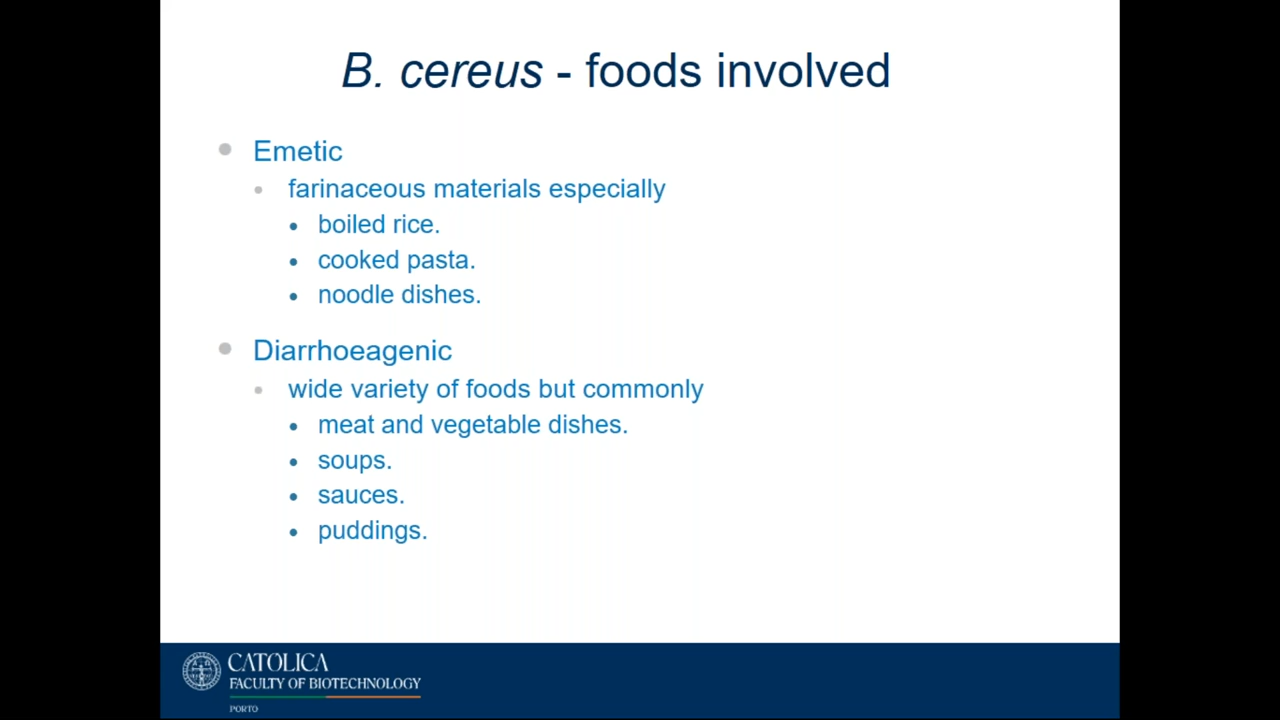 B. cereus - foods involved
Emetic
farinaceous materials especially
boiled rice.
cooked pasta.
noodle dishes.
Diarrhoeagenic
wide variety of foods but commonly
meat and vegetable dishes.
soups.
sauces.
puddings.
CATOLICA
FACULTY OF BIOTECHNOLOGY
PORTO